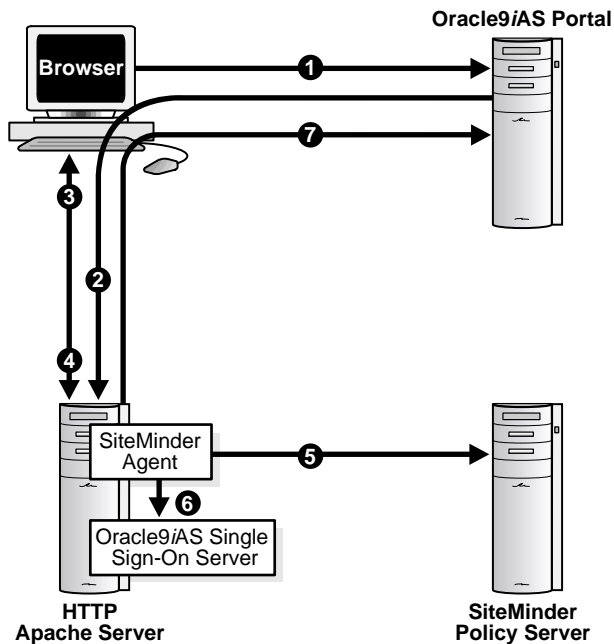 Oracle9iAS Portal
Browser
1
7
3
2
4
SiteMinder
Agent
5
6
Oracle9iAS Single
Sign-On Server
HTTP
Apache Server
SiteMinder
Policy Server